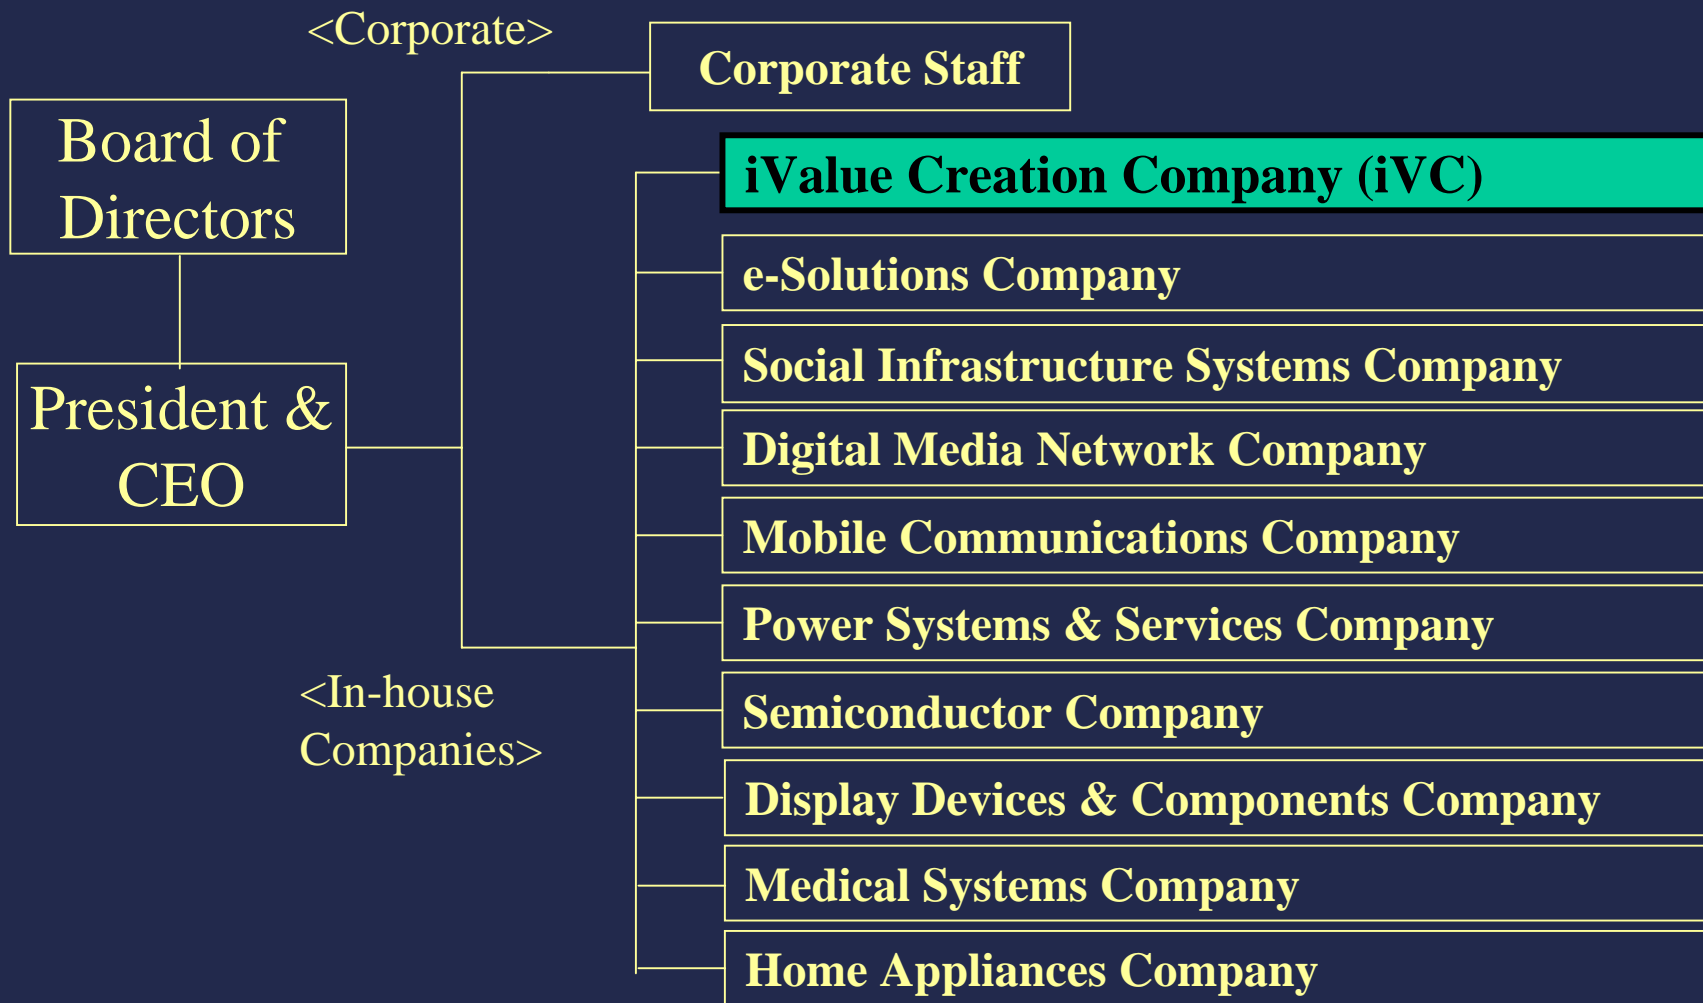 <Corporate>
Corporate Staff
Board of
Directors
iValue Creation Company (iVC)
e-Solutions Company
Social Infrastructure Systems Company
President &
CEO
Digital Media Network Company
Mobile Communications Company
Power Systems & Services Company
<In-house
Companies>
Semiconductor Company
Display Devices & Components Company
Medical Systems Company
Home Appliances Company